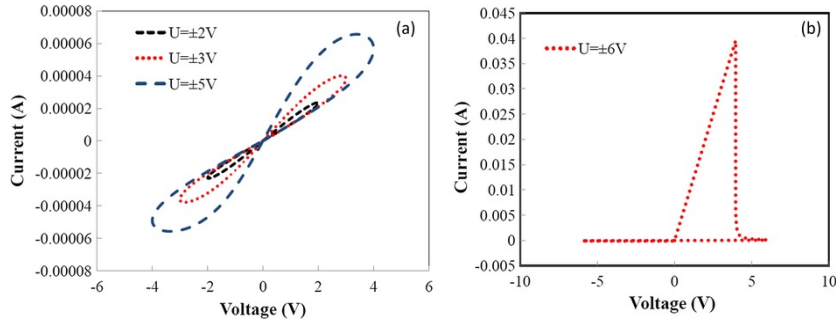 (a)
U=±2V
U=±3V
U=±5V
0.00008
0.00006
0.00004
0.00002
0
-0.00002
-0.00004
-0.00006
-0.00008
-6 -4 -2 0 2 4 6
Current (A)
Voltage (V)
(b)
U=±6V
0.045
0.04
0.035
0.03
0.025
0.02
0.015
0.01
0.005
0
-0.005
-10 -5 0 5 10
Current (A)
Voltage (V)